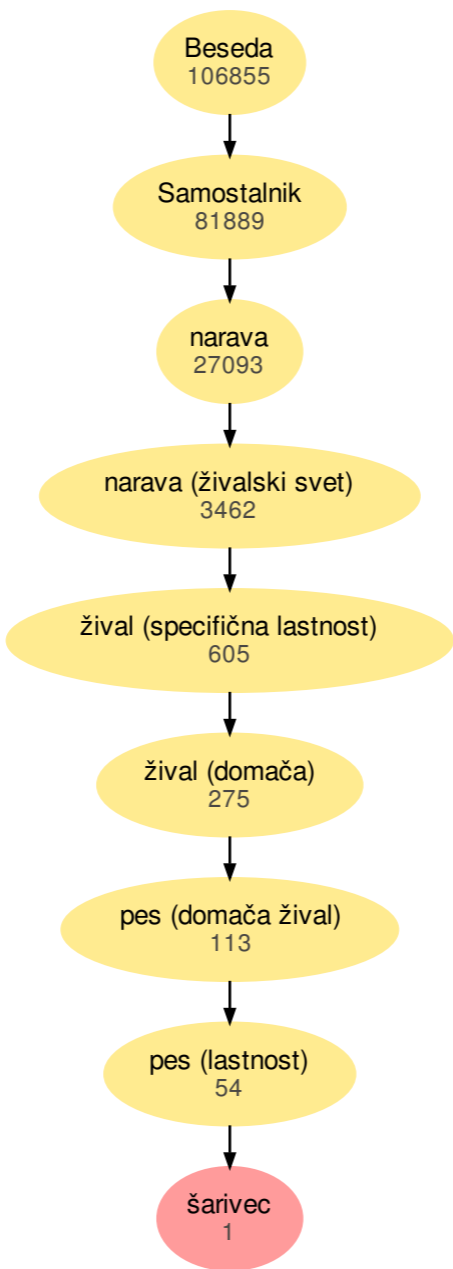 Beseda
106855
Samostalnik
81889
narava
27093
narava (živalski svet)
3462
žival (specifična lastnost)
605
žival (domača)
275
pes (domača žival)
113
pes (lastnost)
54
šarivec
1